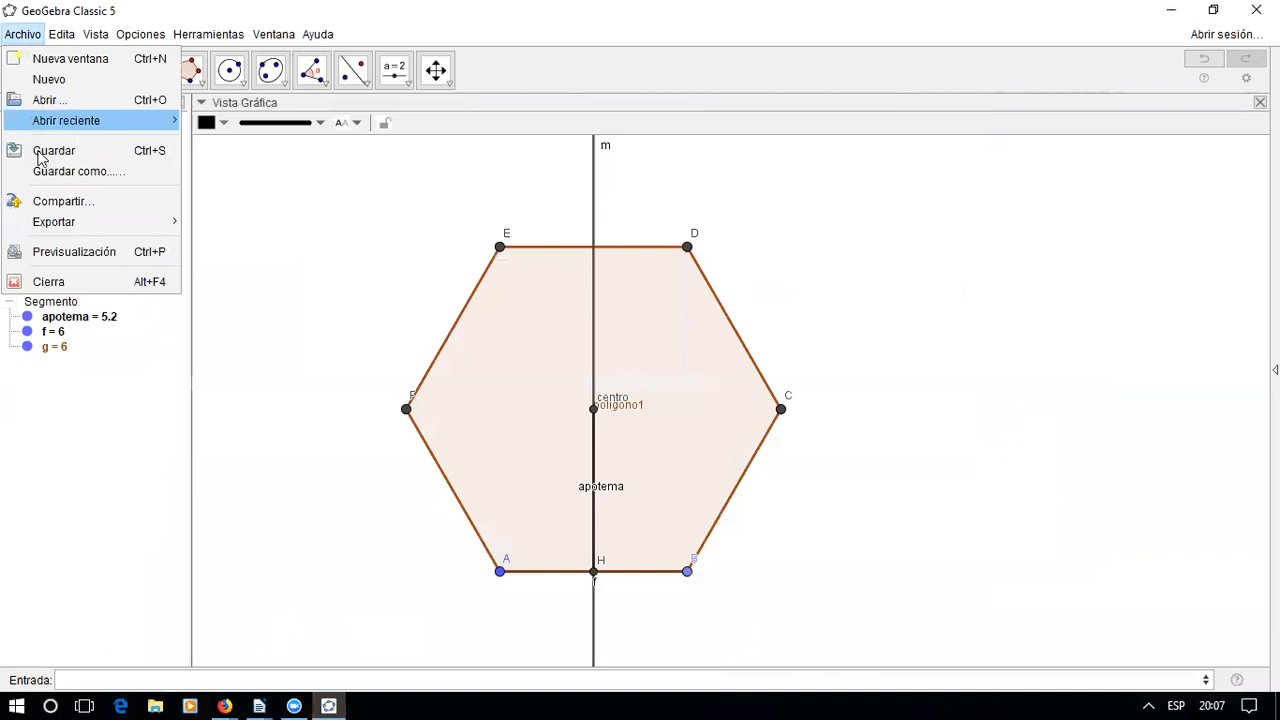 GeoGebra Classic 5
Archivo Edita Vista Opciones Herramientas Ventana Ayuda Abrir sesión…
Nueva ventana Ctrl+N
Nuevo
Abrir ... Ctrl+O
Abrir reciente
Guardar Ctrl+S
Guardar como......
Compartir...
Exportar
Previsualización Ctrl+P
Cierra Alt+F4
a = 2
Vista Gráfica
AA
Segmento
apotema = 5.2
f = 6
g = 6
m
E D
F centro C
polígono1
apotema
A H B
f
Entrada:
ESP 20:07